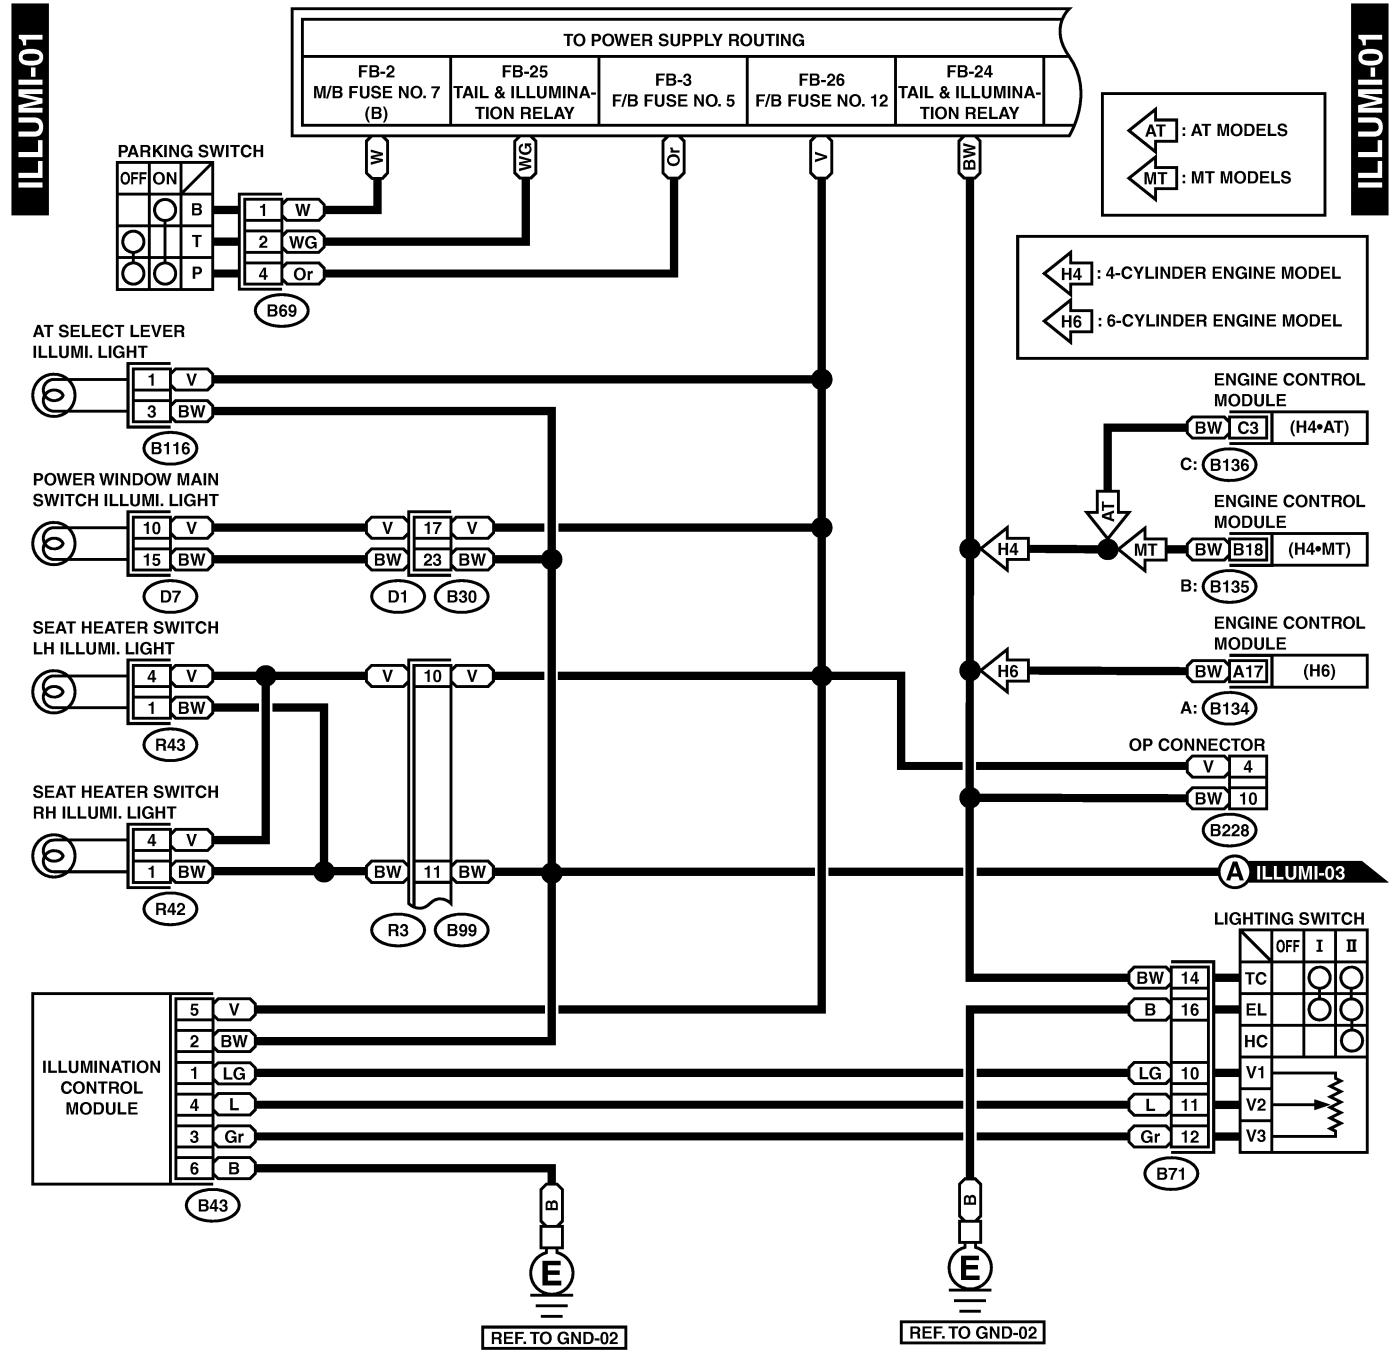 ILLUMI-01
ILLUMI-01
TO POWER SUPPLY ROUTING
FB-2
M/B FUSE NO. 7
(B)
FB-25
TAIL & ILLUMINA-
TION RELAY
FB-3
F/B FUSE NO. 5
FB-26
F/B FUSE NO. 12
FB-24
TAIL & ILLUMINA-
TION RELAY
W
WG
Or
V
BW
AT : AT MODELS
MT : MT MODELS
H4 : 4-CYLINDER ENGINE MODEL
H6 : 6-CYLINDER ENGINE MODEL
PARKING SWITCH
OFF ON
B 1 W
T 2 WG
P 4 Or
B69
AT SELECT LEVER
ILLUMI. LIGHT
1 V
3 BW
B116
POWER WINDOW MAIN
SWITCH ILLUMI. LIGHT
10 V V 17 V
15 BW BW 23 BW
D7 D1 B30
SEAT HEATER SWITCH
LH ILLUMI. LIGHT
4 V V 10 V
1 BW
R43
SEAT HEATER SWITCH
RH ILLUMI. LIGHT
4 V
1 BW BW 11 BW
R42 R3 B99
ENGINE CONTROL
MODULE
BW C3 (H4•AT)
C: B136
AT
ENGINE CONTROL
MODULE
H4 MT BW B18 (H4•MT)
B: B135
ENGINE CONTROL
MODULE
H6 BW A17 (H6)
A: B134
OP CONNECTOR
V 4
BW 10
B228
A ILLUMI-03
LIGHTING SWITCH
OFF I II
BW 14 TC
B 16 EL
HC
LG 10 V1
L 11 V2
Gr 12 V3
B71
ILLUMINATION
CONTROL
MODULE
5 V
2 BW
1 LG
4 L
3 Gr
6 B
B43
B
E
REF. TO GND-02
B
E
REF. TO GND-02